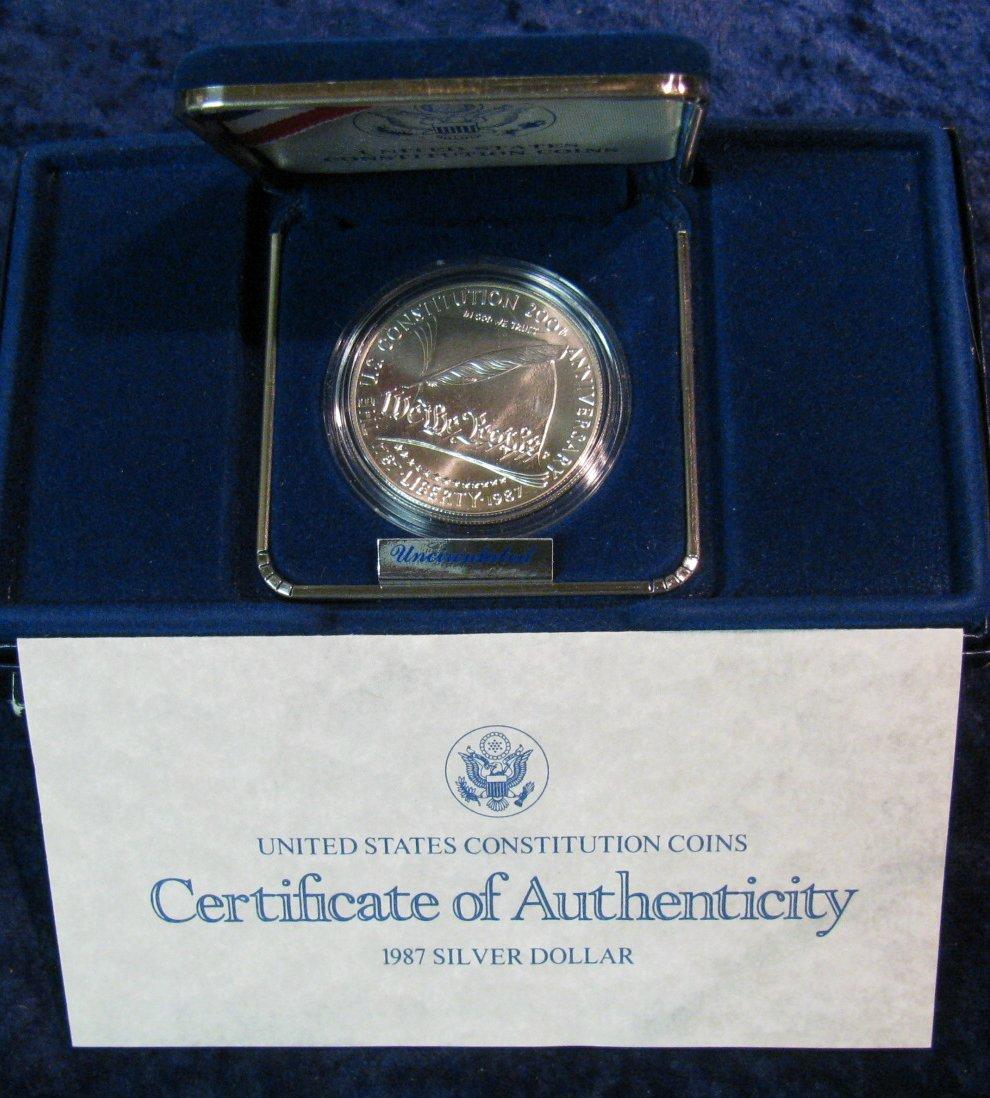 UNITED STATES
CONSTITUTION COINS
THE U.S. CONSTITUTION 200TH ANNIVERSARY
IN GOD WE TRUST
We the People
LIBERTY 1987
Uncirculated
UNITED STATES CONSTITUTION COINS
Certificate of Authenticity
1987 SILVER DOLLAR